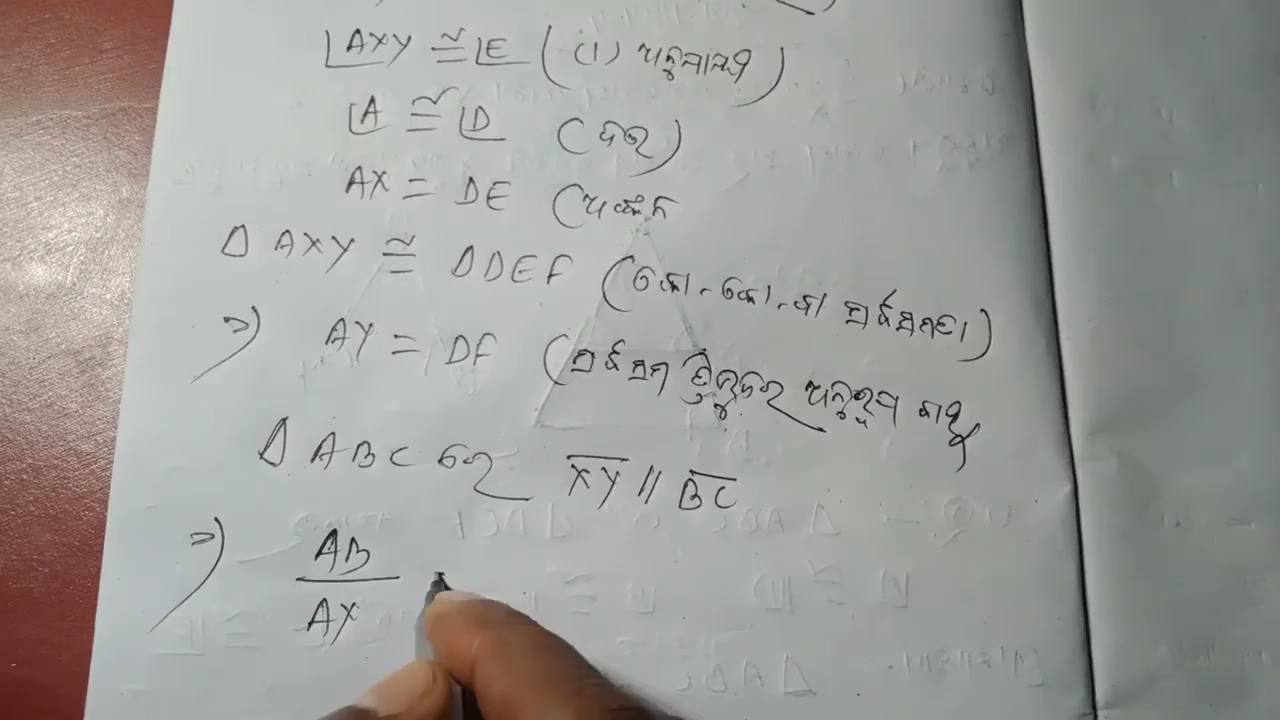 ∠AXY ≅ ∠E ( (1) ଅନୁଯାୟୀ )
∠A ≅ ∠D (ଦତ୍ତ)
AX = DE (ଅଙ୍କନ
Δ AXY ≅ Δ DEF (କୋ-କୋ-ବା ସର୍ବସମତା)
⇒) AY = DF (ସର୍ବସମ ତ୍ରିଭୁଜର ଅନୁରୂପ ବାହୁ
Δ ABC ରେ XY || BC
⇒) AB
AX